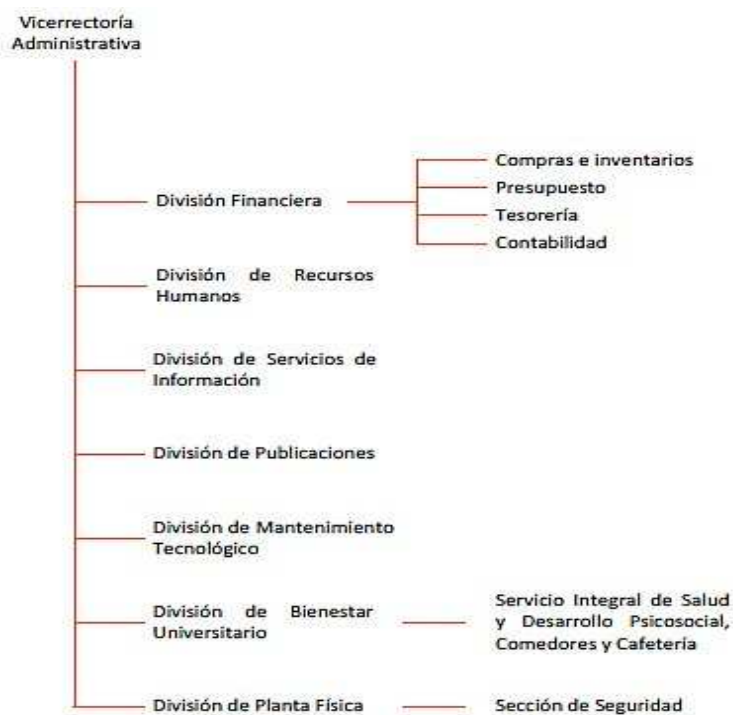 Vicerrectoría
Administrativa
División Financiera
Compras e inventarios
Presupuesto
Tesorería
Contabilidad
División de Recursos
Humanos
División de Servicios de
Información
División de Publicaciones
División de Mantenimiento
Tecnológico
División de Bienestar
Universitario
Servicio Integral de Salud
y Desarrollo Psicosocial,
Comedores y Cafetería
División de Planta Física
Sección de Seguridad